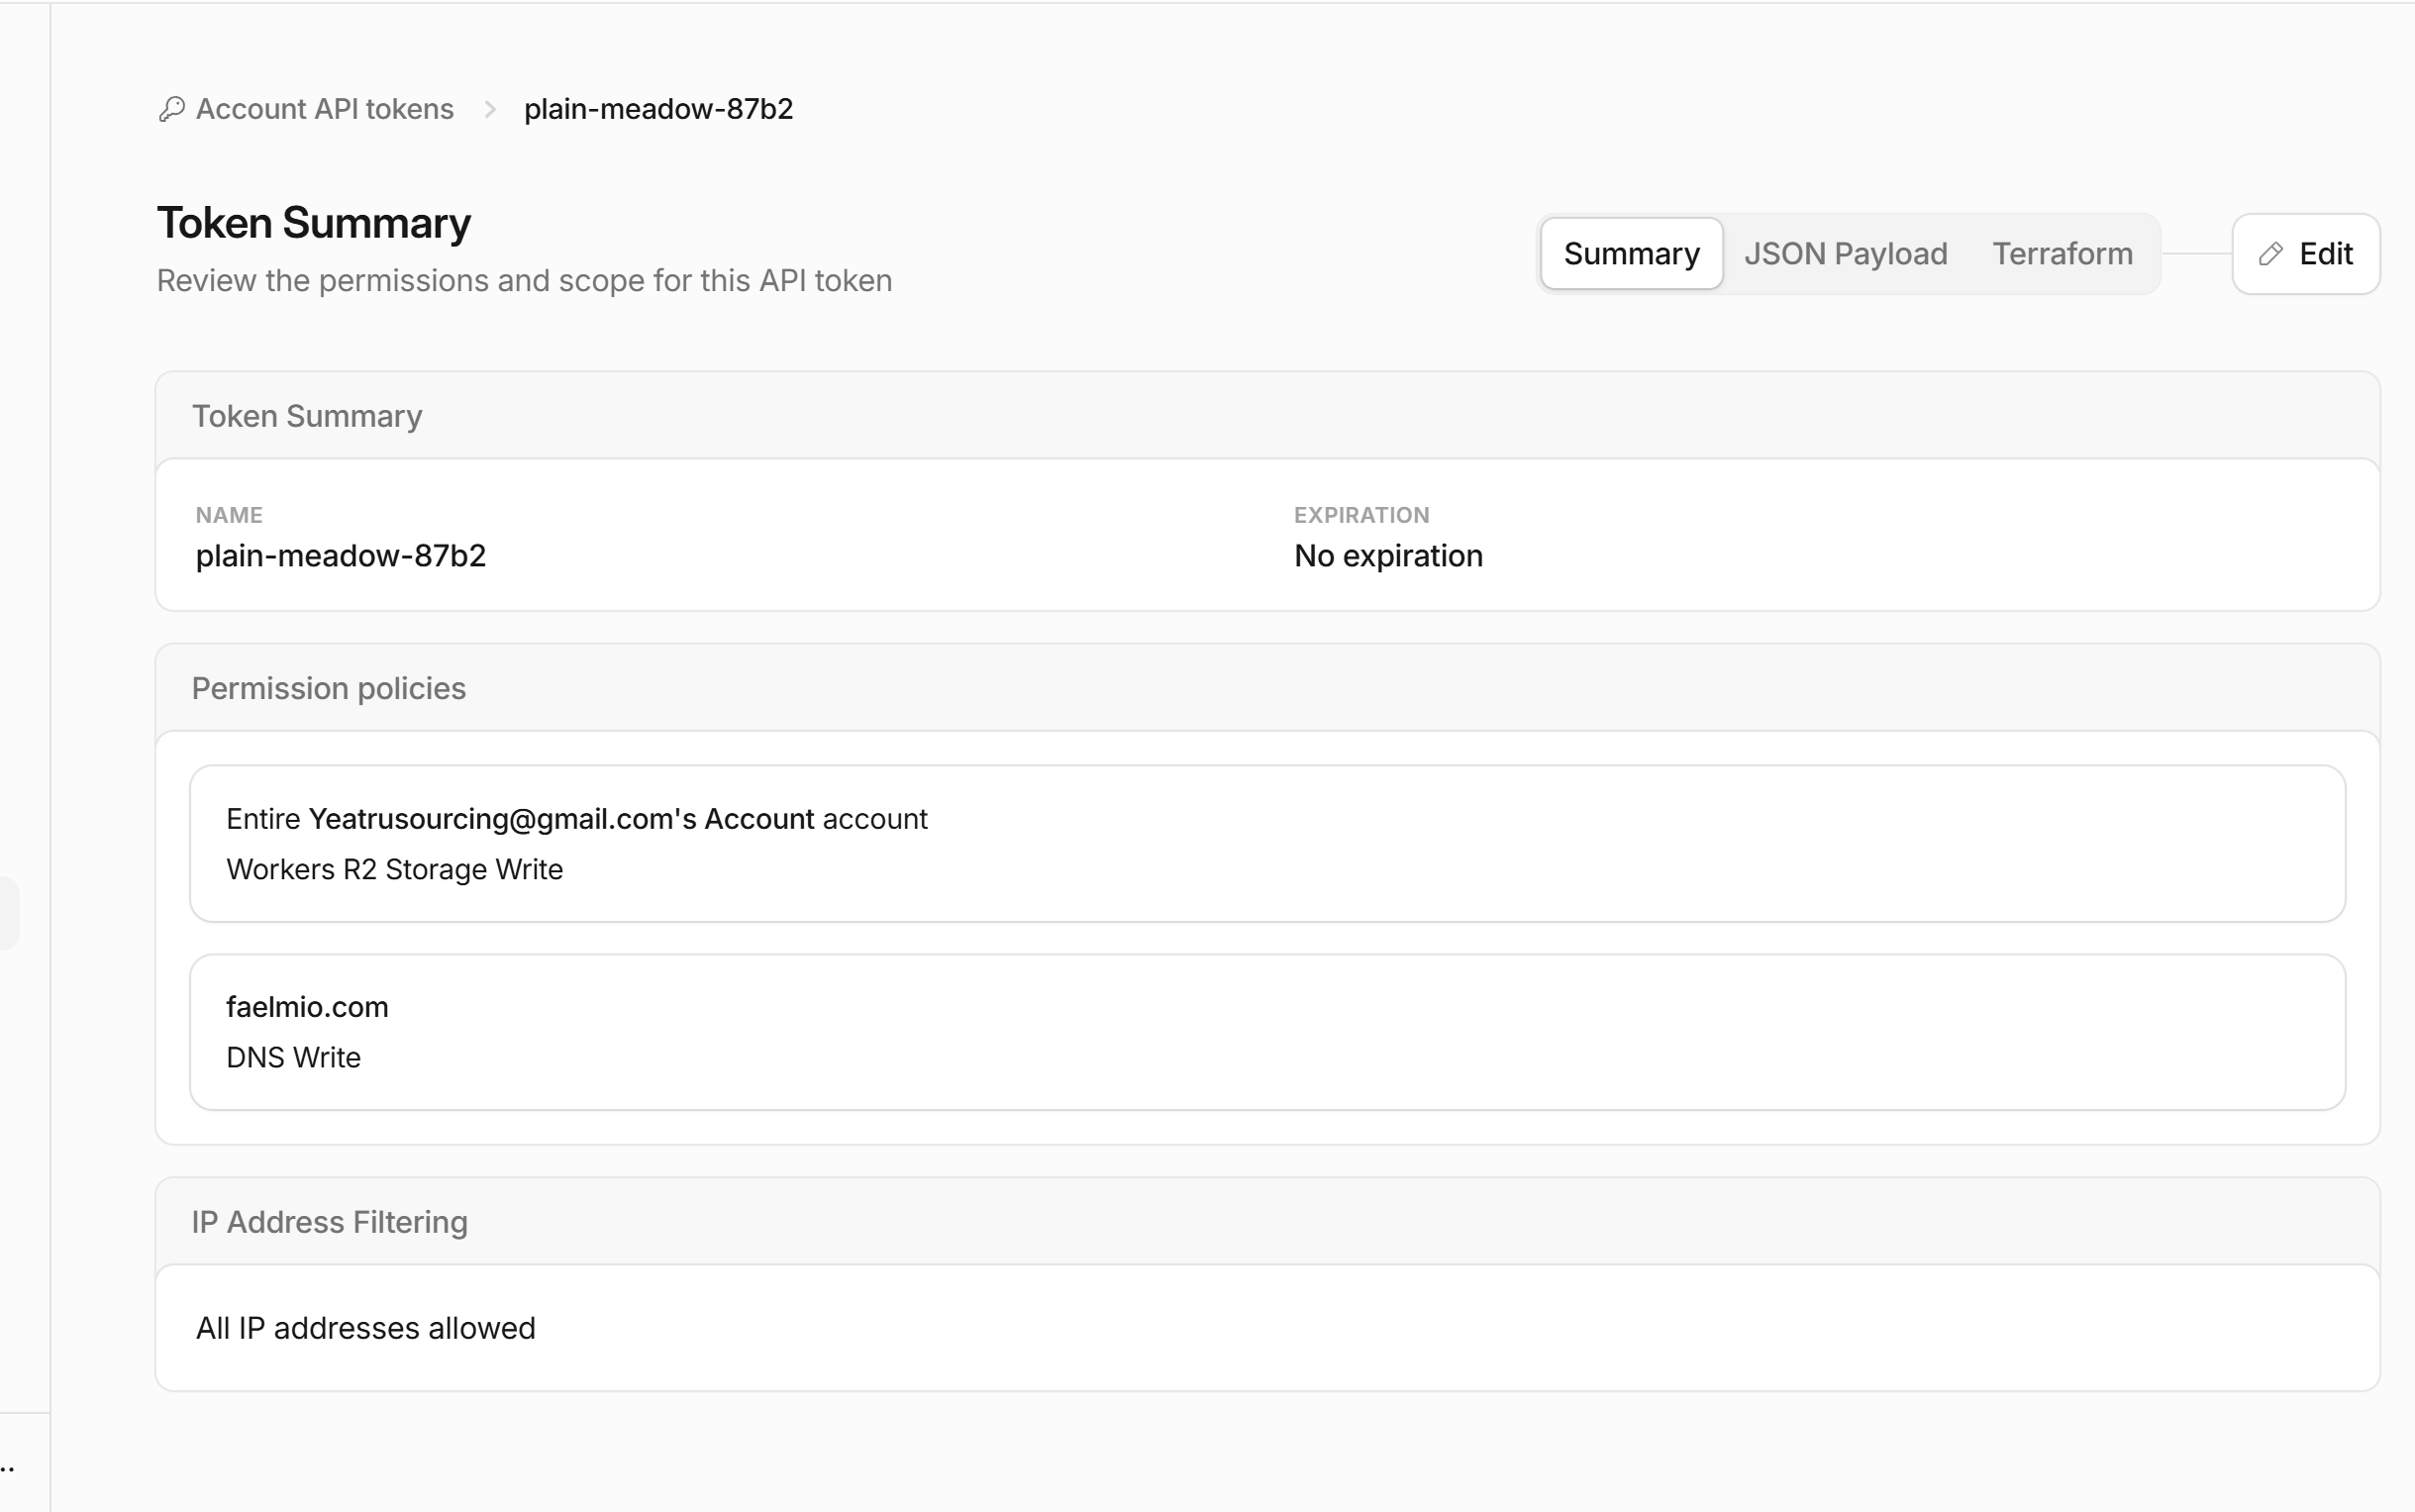 Account API tokens > plain-meadow-87b2
Token Summary
Review the permissions and scope for this API token
Summary JSON Payload Terraform Edit
Token Summary
NAME EXPIRATION
plain-meadow-87b2 No expiration
Permission policies
Entire Yeatrusourcing@gmail.com's Account account
Workers R2 Storage Write
faelmio.com
DNS Write
IP Address Filtering
All IP addresses allowed
..